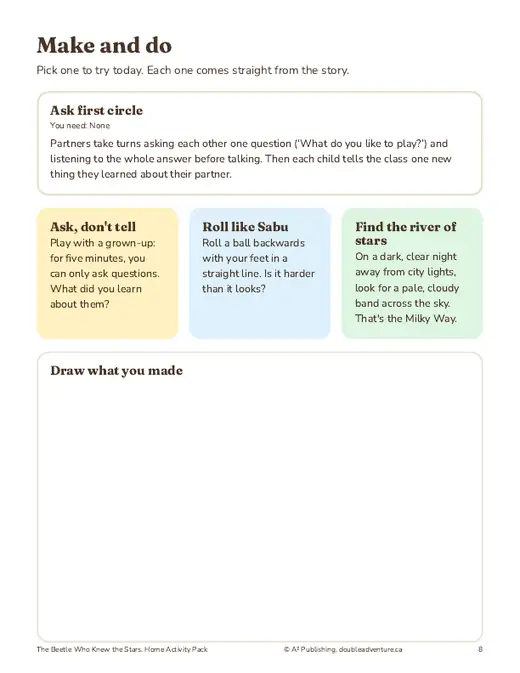 Make and do
Pick one to try today. Each one comes straight from the story.
Ask first circle
You need: None
Partners take turns asking each other one question ('What do you like to play?') and
listening to the whole answer before talking. Then each child tells the class one new
thing they learned about their partner.
Ask, don't tell
Play with a grown-up:
for five minutes, you
can only ask questions.
What did you learn
about them?
Roll like Sabu
Roll a ball backwards
with your feet in a
straight line. Is it harder
than it looks?
Find the river of
stars
On a dark, clear night
away from city lights,
look for a pale, cloudy
band across the sky.
That's the Milky Way.
Draw what you made
The Beetle Who Knew the Stars. Home Activity Pack
© A² Publishing. doubleadventure.ca
8